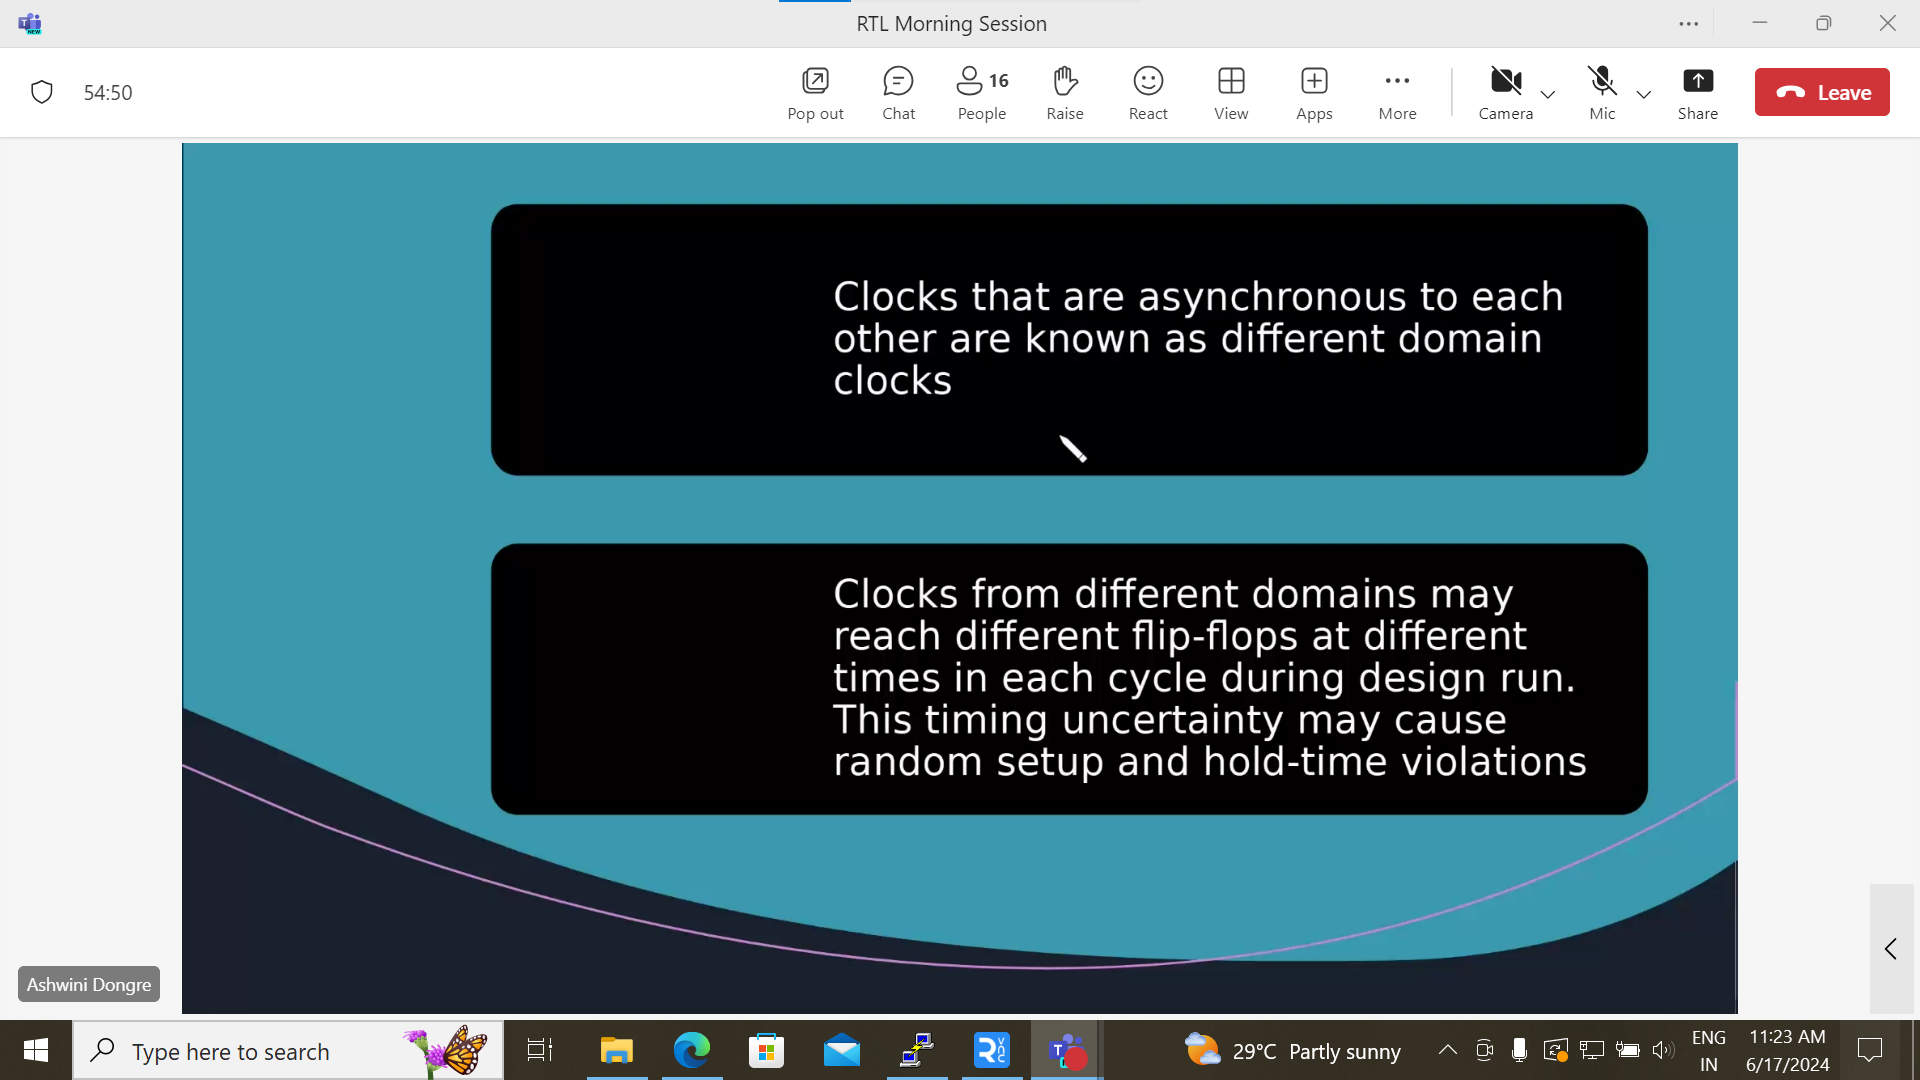 RTL Morning Session
54:50
Pop out
Chat
16
People
Raise
React
View
Apps
More
Camera
Mic
Share
Leave
Clocks that are asynchronous to each
other are known as different domain
clocks
Clocks from different domains may
reach different flip-flops at different
times in each cycle during design run.
This timing uncertainty may cause
random setup and hold-time violations
Ashwini Dongre
Type here to search
29°C Partly sunny
ENG
IN
11:23 AM
6/17/2024